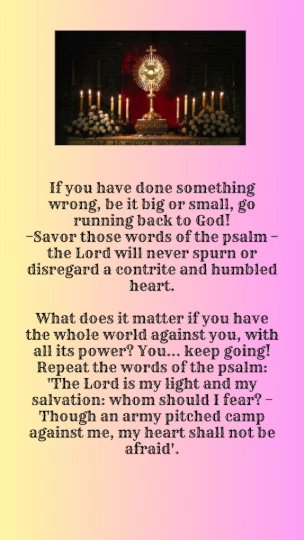 If you have done something
wrong, be it big or small, go
running back to God!
-Savor those words of the psalm -
the Lord will never spurn or
disregard a contrite and humbled
heart.
What does it matter if you have
the whole world against you, with
all its power? You... keep going!
Repeat the words of the psalm:
"The Lord is my light and my
salvation: whom should I fear? -
Though an army pitched camp
against me, my heart shall not be
afraid".